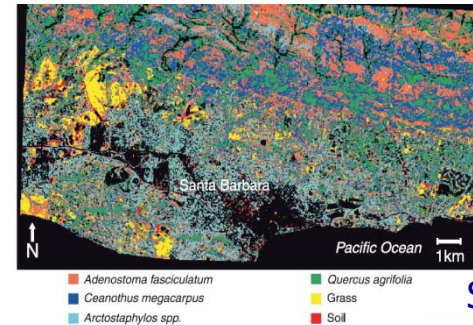 Santa Barbara
N
Pacific Ocean
1km
Adenostoma fasciculatum
Quercus agrifolia
Ceanothus megacarpus
Grass
Arctostaphylos spp.
Soil
S